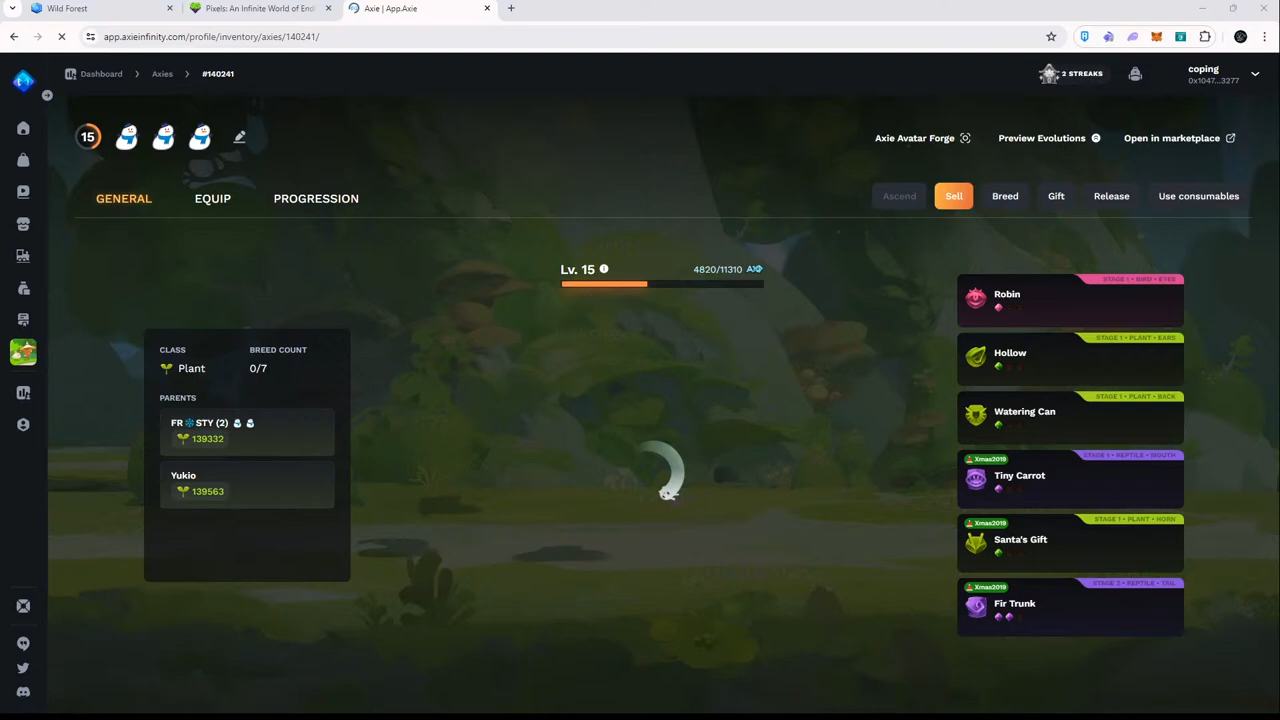 Wild Forest
Pixels: An Infinite World of End
Axie | App.Axie
app.axieinfinity.com/profile/inventory/axies/140241/
Dashboard
Axies
#140241
2 STREAKS
coping
0x1047...3277
15
Axie Avatar Forge
Preview Evolutions
Open in marketplace
GENERAL
EQUIP
PROGRESSION
Ascend
Sell
Breed
Gift
Release
Use consumables
Lv. 15
4820/11310 AXP
CLASS
BREED COUNT
Plant
0/7
PARENTS
FR❄STY (2) ⛄⛄
139332
Yukio
139563
STAGE 1 • BIRD • EYES
Robin
STAGE 1 • PLANT • EARS
Hollow
STAGE 1 • PLANT • BACK
Watering Can
Xmas2019
STAGE 1 • REPTILE • MOUTH
Tiny Carrot
Xmas2019
STAGE 1 • PLANT • HORN
Santa's Gift
Xmas2019
STAGE 2 • REPTILE • TAIL
Fir Trunk